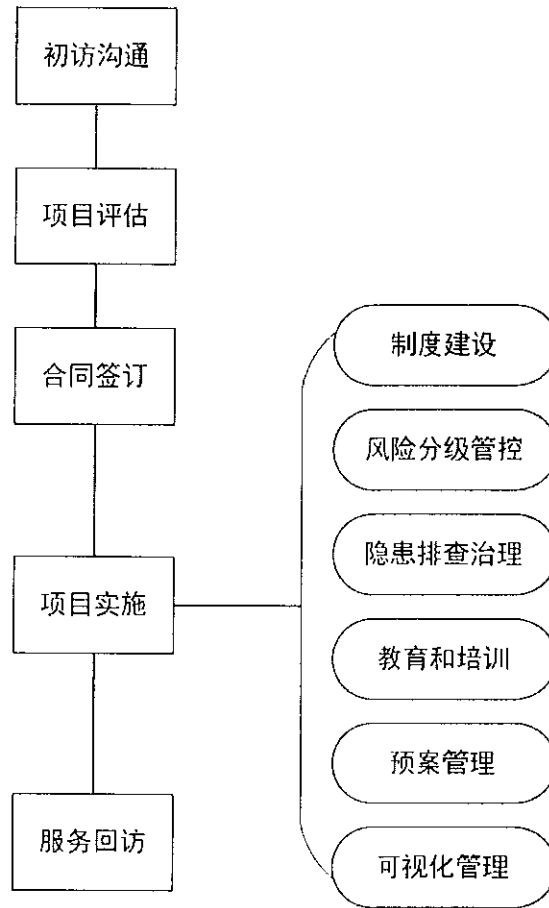 初访沟通
项目评估
合同签订
项目实施
服务回访
制度建设
风险分级管控
隐患排查治理
教育和培训
预案管理
可视化管理